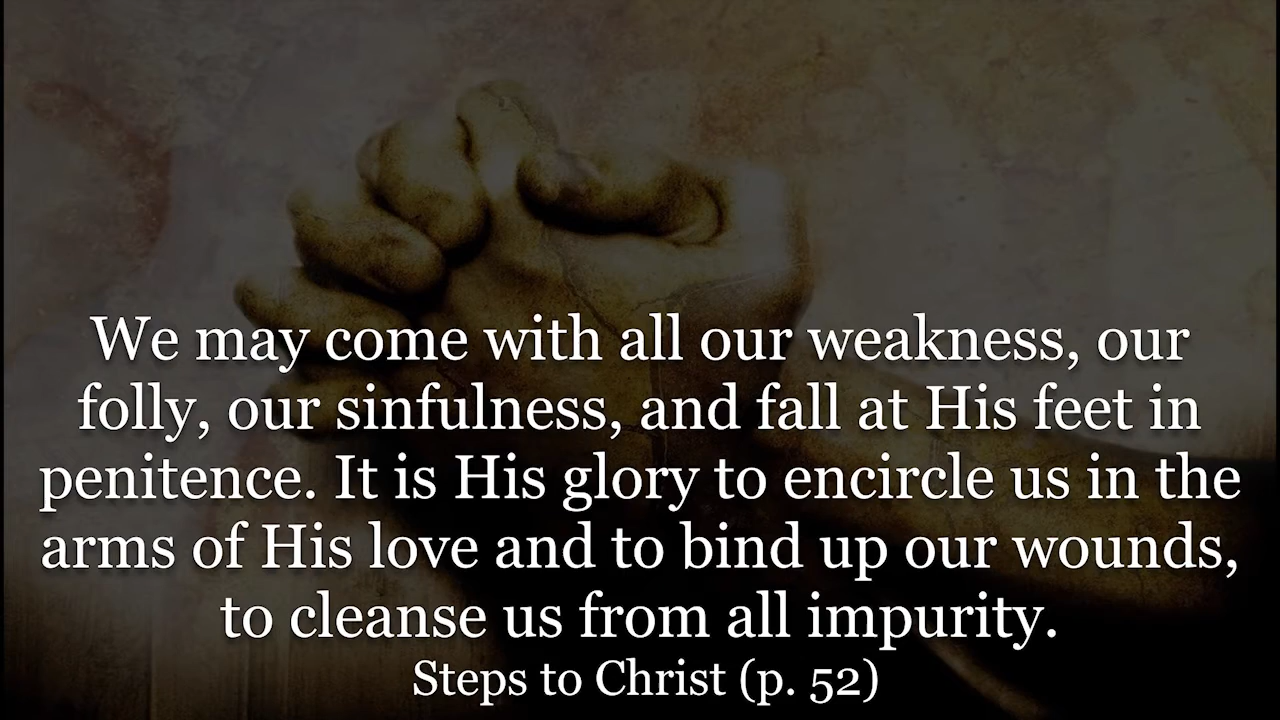 We may come with all our weakness, our
folly, our sinfulness, and fall at His feet in
penitence. It is His glory to encircle us in the
arms of His love and to bind up our wounds,
to cleanse us from all impurity.
Steps to Christ (p. 52)